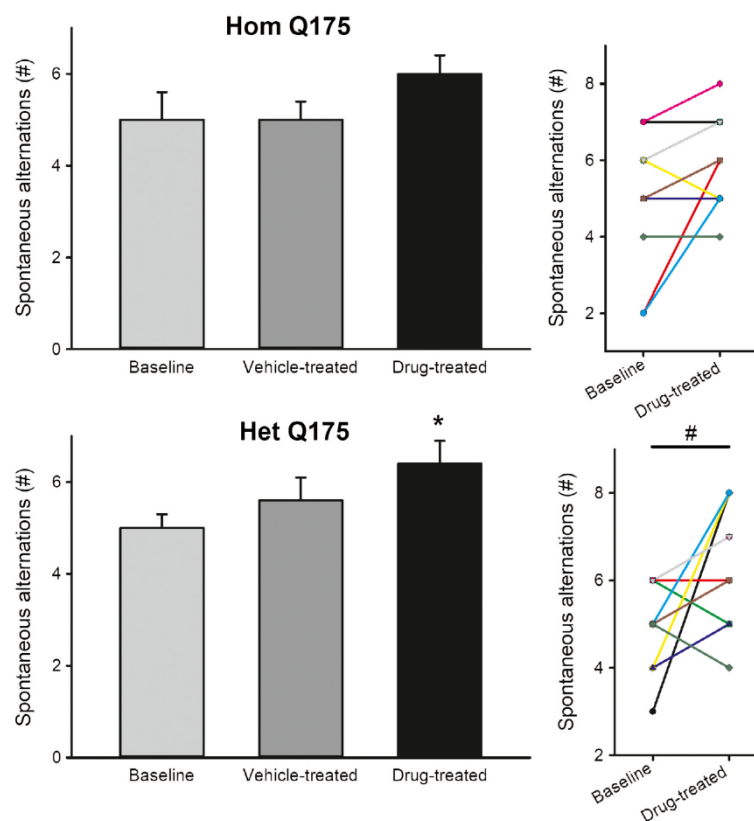 Hom Q175
Spontaneous alternations (#)
6
4
2
0
Baseline Vehicle-treated Drug-treated
Spontaneous alternations (#)
8
6
4
2
Baseline
Drug-treated
Het Q175
*
Spontaneous alternations (#)
6
4
2
0
Baseline Vehicle-treated Drug-treated
#
Spontaneous alternations (#)
8
6
4
2
Baseline
Drug-treated